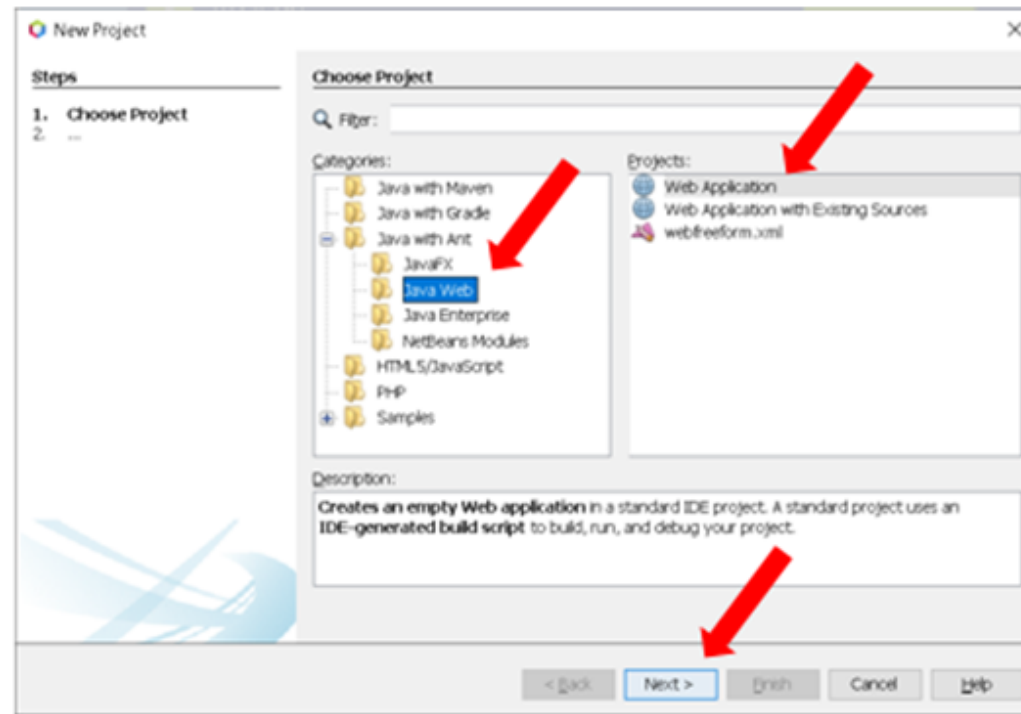 New Project
Steps
1. Choose Project
2. ...
Choose Project
Filter:
Categories:
Java with Maven
Java with Gradle
Java with Ant
JavaFX
Java Web
Java Enterprise
NetBeans Modules
HTML5/JavaScript
PHP
Samples
Projects:
Web Application
Web Application with Existing Sources
webfreeform.xml
Description:
Creates an empty Web application in a standard IDE project. A standard project uses an
IDE-generated build script to build, run, and debug your project.
< Back Next > Finish Cancel Help